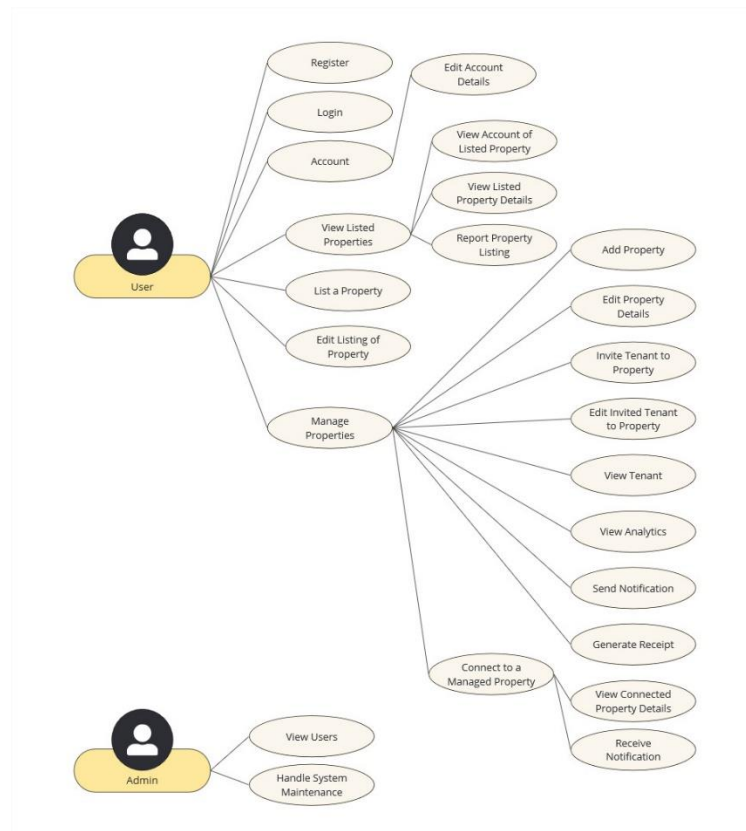 Register
Edit Account
Details
Login
Account
View Account of
Listed Property
View Listed
Property Details
View Listed
Properties
Report Property
Listing
Add Property
User
List a Property
Edit Property
Details
Edit Listing of
Property
Invite Tenant to
Property
Manage
Properties
Edit Invited Tenant
to Property
View Tenant
View Analytics
Send Notification
Generate Receipt
Connect to a
Managed Property
View Connected
Property Details
View Users
Receive
Notification
Admin
Handle System
Maintenance